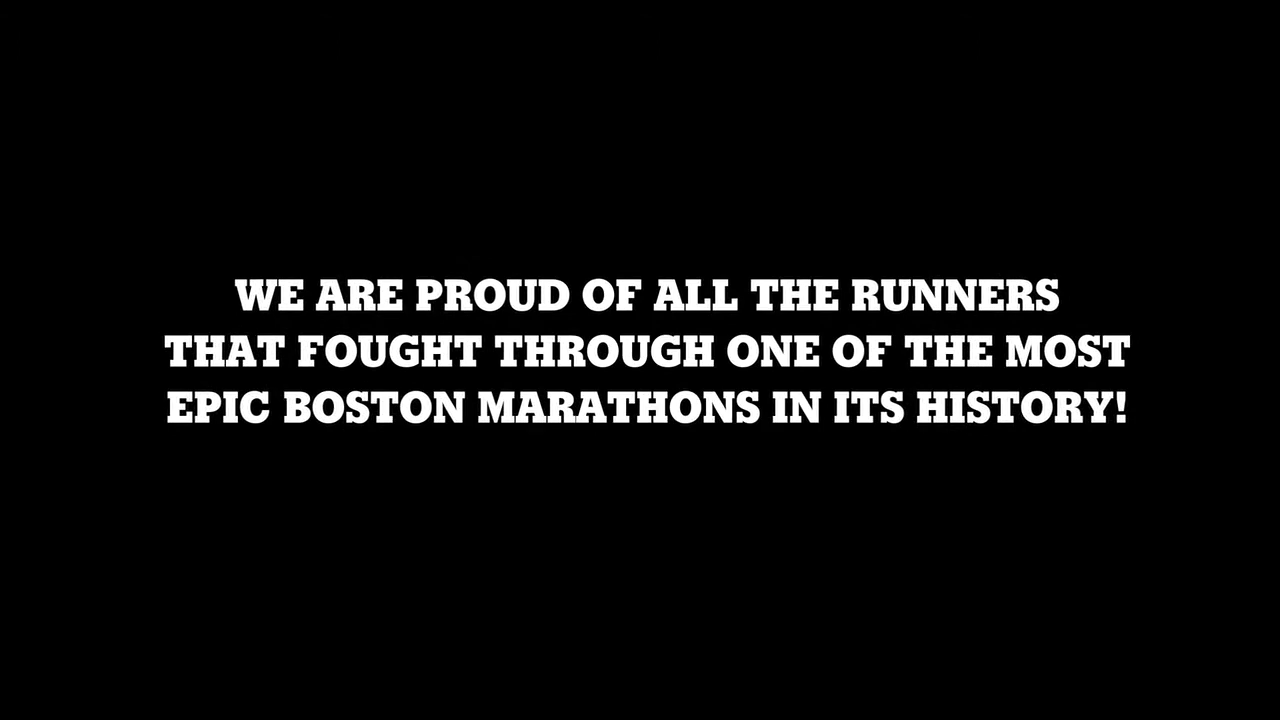 WE ARE PROUD OF ALL THE RUNNERS
THAT FOUGHT THROUGH ONE OF THE MOST
EPIC BOSTON MARATHONS IN ITS HISTORY!